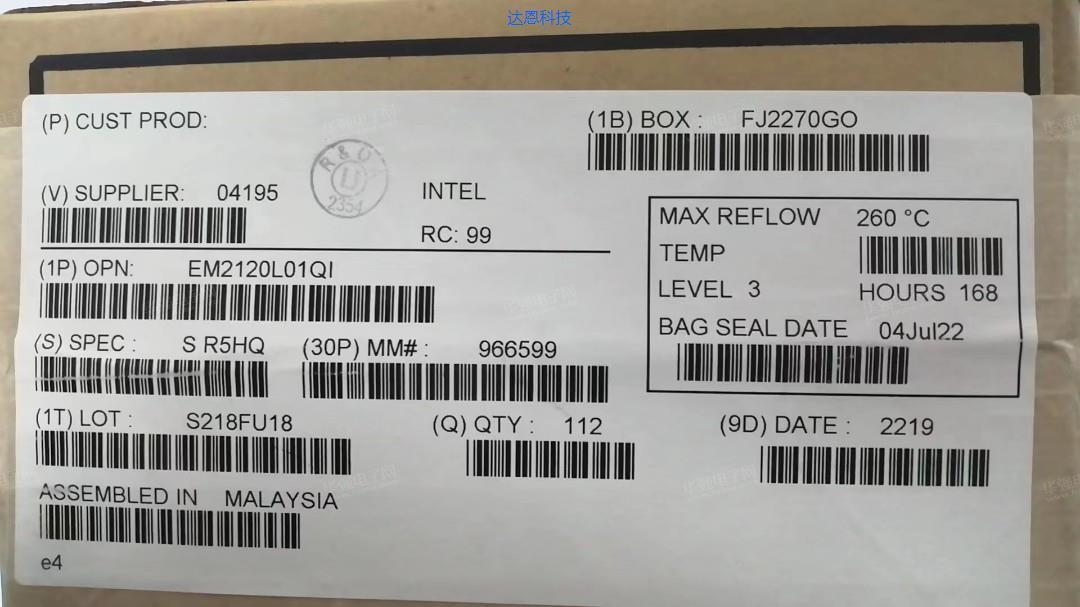 达恩科技
(P) CUST PROD:
(1B) BOX : FJ2270GO
(V) SUPPLIER: 04195
R & O
U
2354
INTEL
RC: 99
MAX REFLOW 260 °C
TEMP
LEVEL 3 HOURS 168
BAG SEAL DATE 04Jul22
(1P) OPN: EM2120L01QI
(S) SPEC : S R5HQ (30P) MM# : 966599
(1T) LOT : S218FU18 (Q) QTY : 112 (9D) DATE : 2219
ASSEMBLED IN MALAYSIA
e4